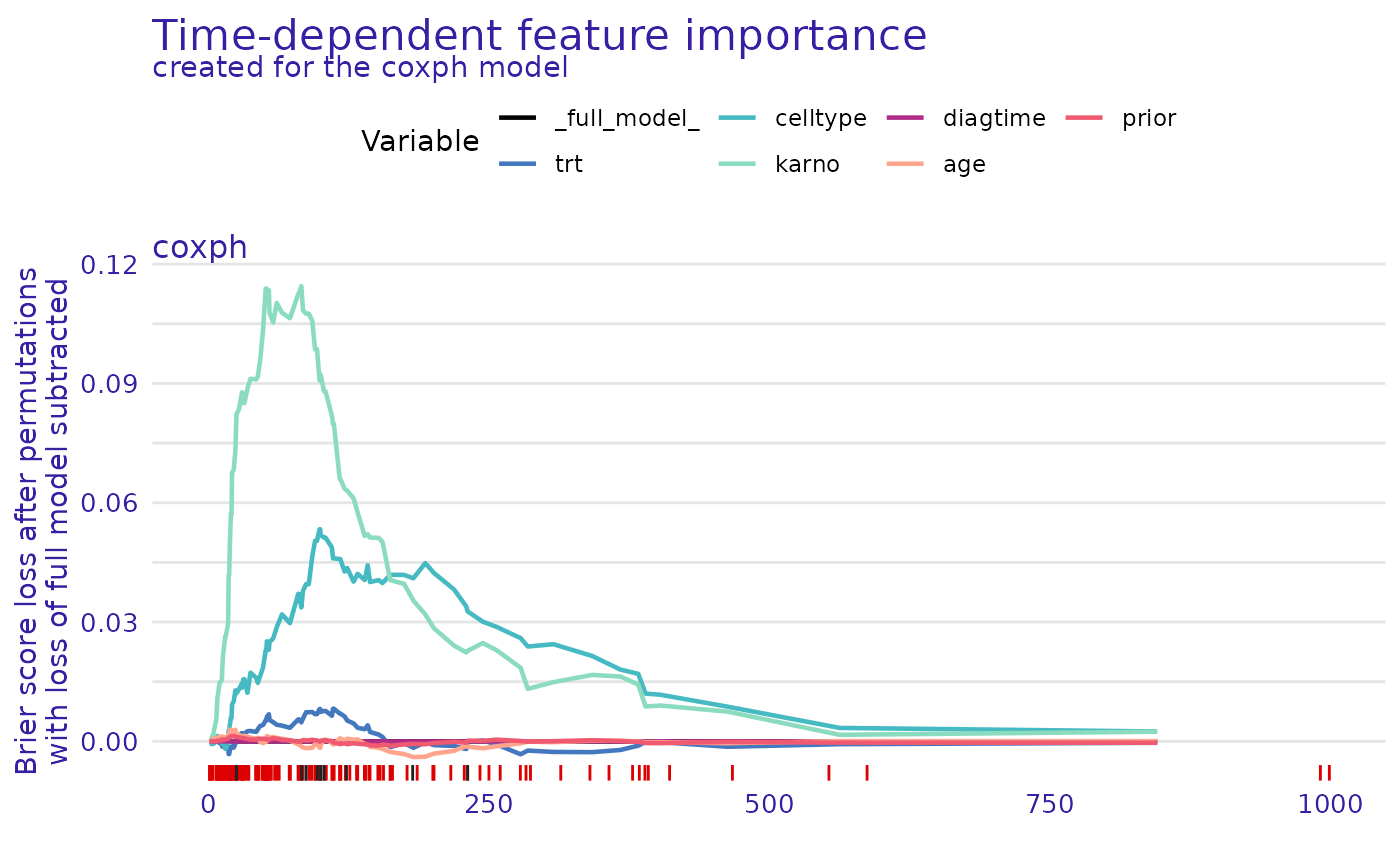 Time-dependent feature importance
created for the coxph model
Variable
_full_model_ celltype diagtime prior
trt karno age
coxph
Brier score loss after permutations
with loss of full model subtracted
0.12
0.09
0.06
0.03
0.00
0 250 500 750 1000